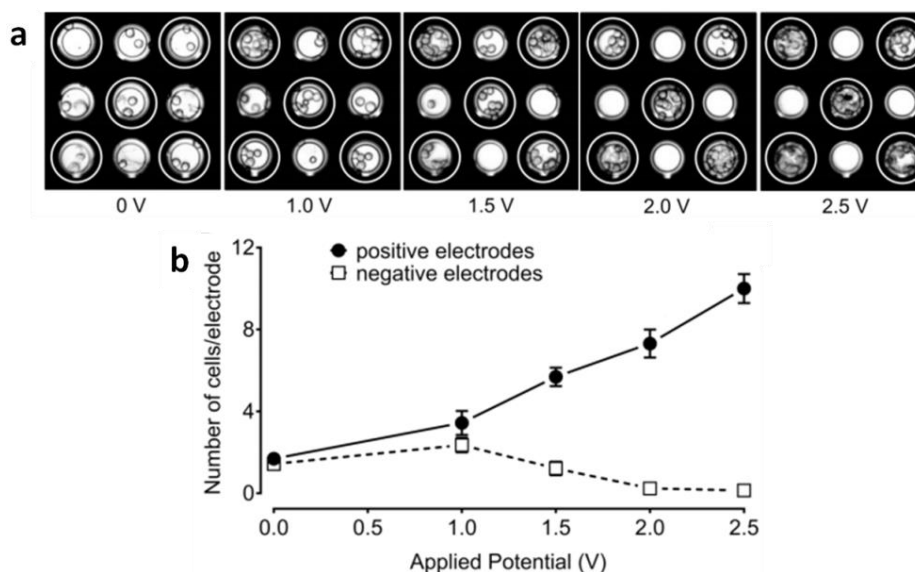 a
0 V 1.0 V 1.5 V 2.0 V 2.5 V
b
positive electrodes
negative electrodes
Number of cells/electrode
12
8
4
0
0.0 0.5 1.0 1.5 2.0 2.5
Applied Potential (V)